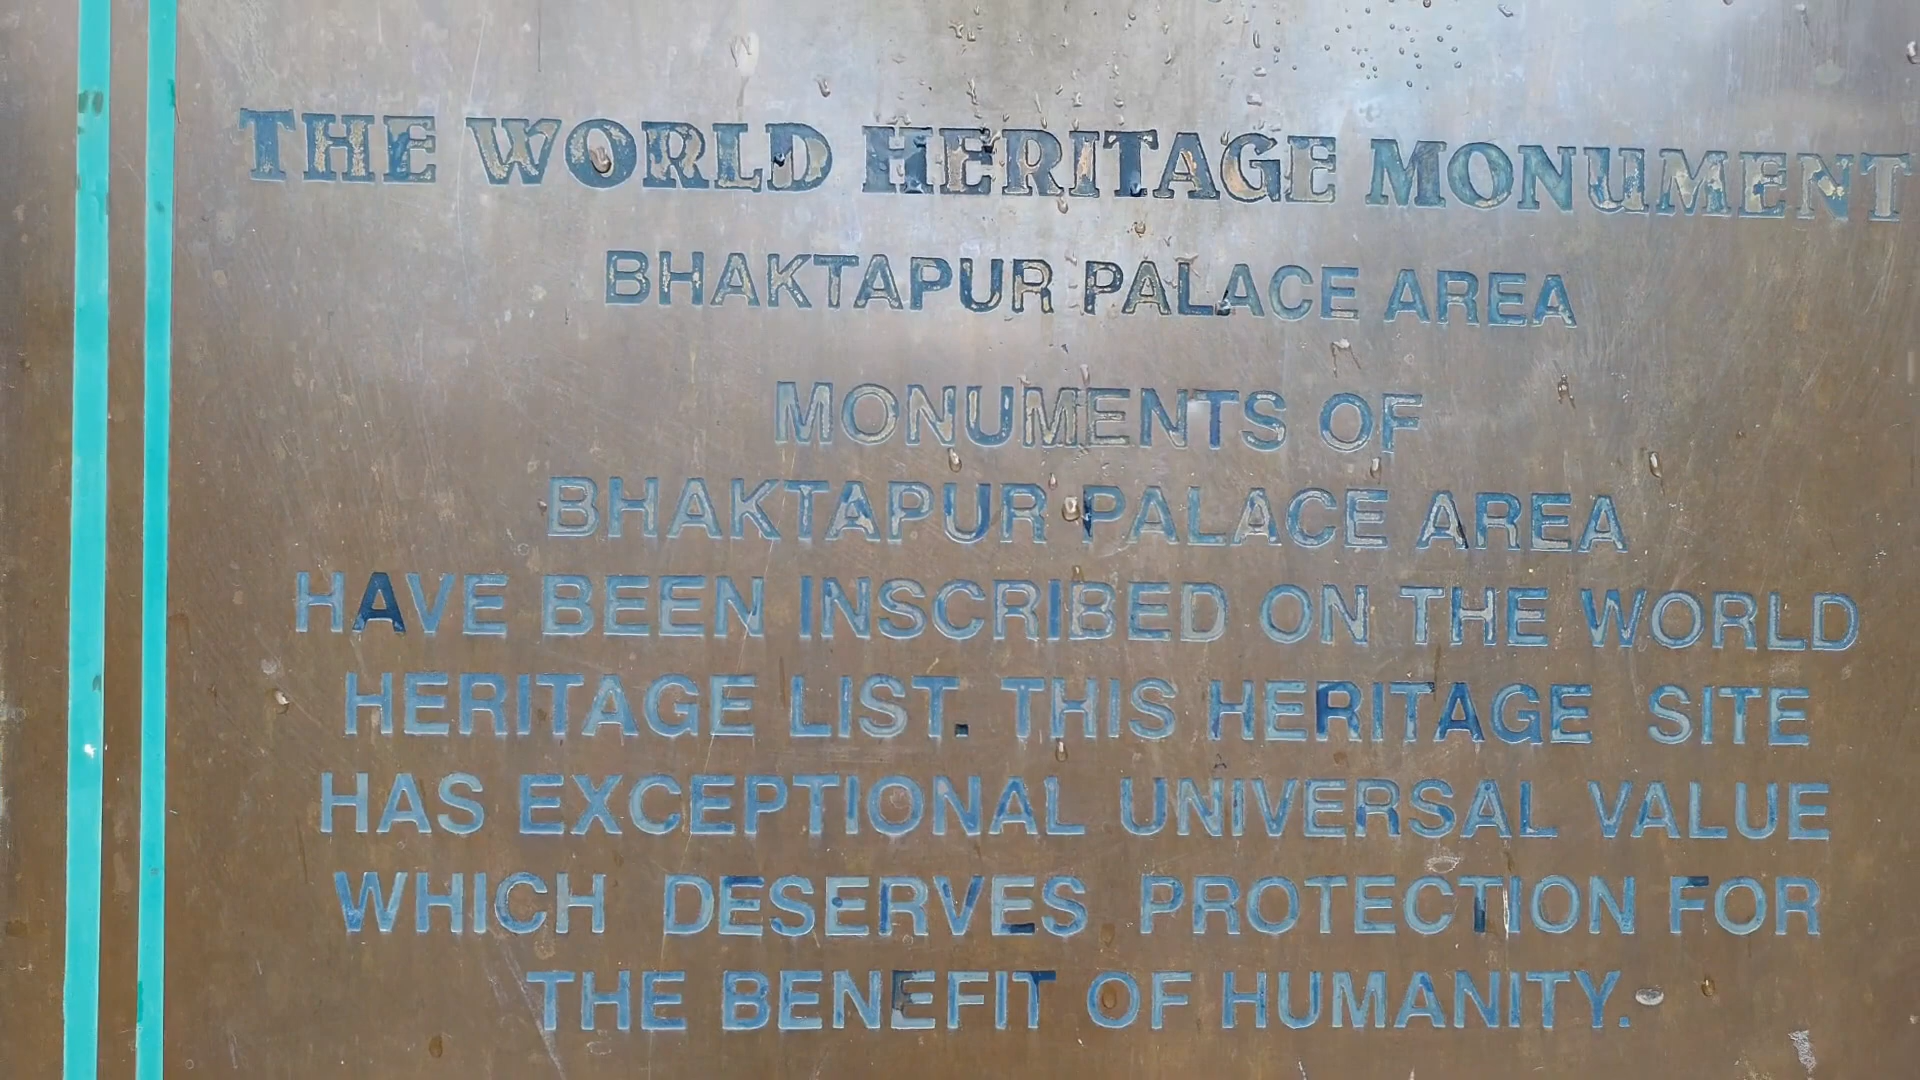 THE WORLD HERITAGE MONUMENT
BHAKTAPUR PALACE AREA
MONUMENTS OF
BHAKTAPUR PALACE AREA
HAVE BEEN INSCRIBED ON THE WORLD
HERITAGE LIST. THIS HERITAGE SITE
HAS EXCEPTIONAL UNIVERSAL VALUE
WHICH DESERVES PROTECTION FOR
THE BENEFIT OF HUMANITY.